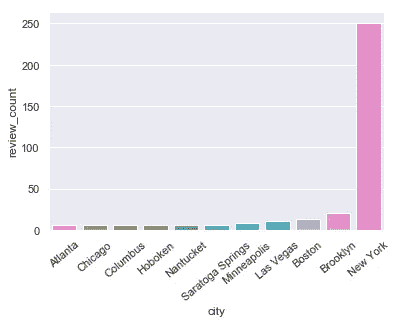 250
200
150
100
50
0
review_count
Atlanta
Chicago
Columbus
Hoboken
Nantucket
Saratoga Springs
Minneapolis
Las Vegas
Boston
Brooklyn
New York
city